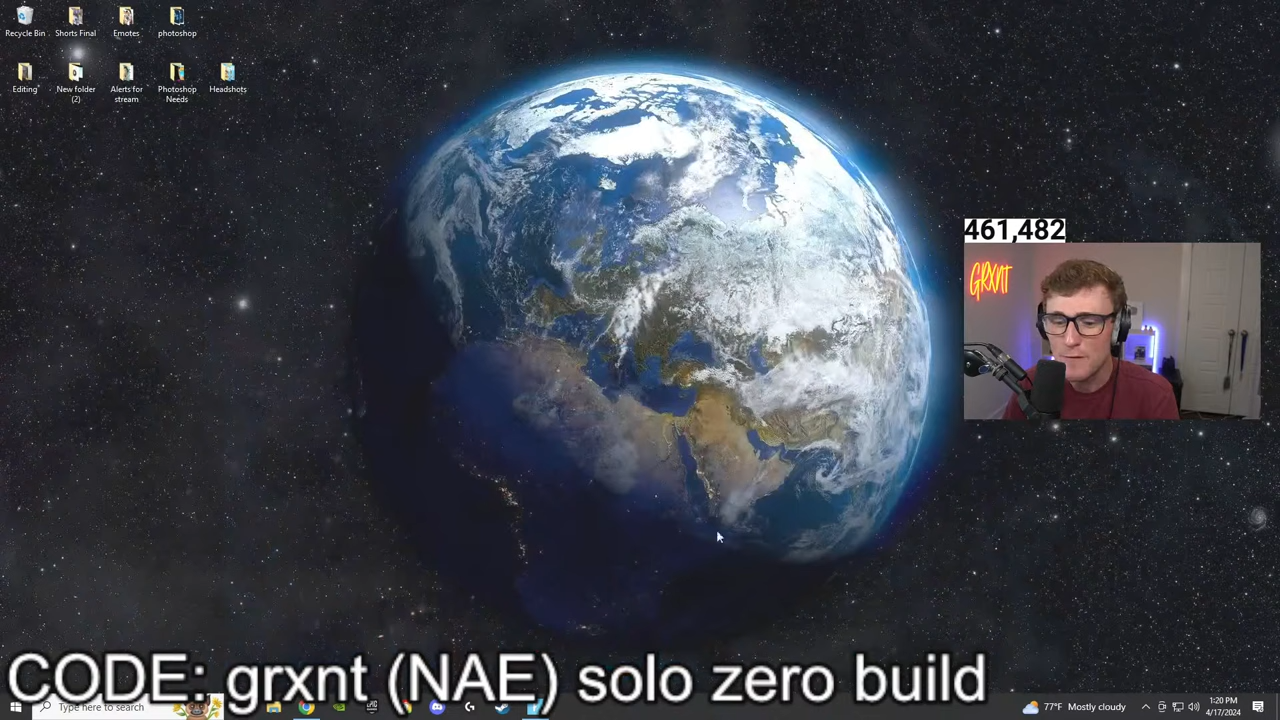 Recycle Bin
Shorts Final
Emotes
photoshop
Editing
New folder
(2)
Alerts for
stream
Photoshop
Needs
Headshots
461,482
GRXNT
CODE: grxnt (NAE) solo zero build
Type here to search
EPIC
77°F Mostly cloudy
1:20 PM
4/17/2024